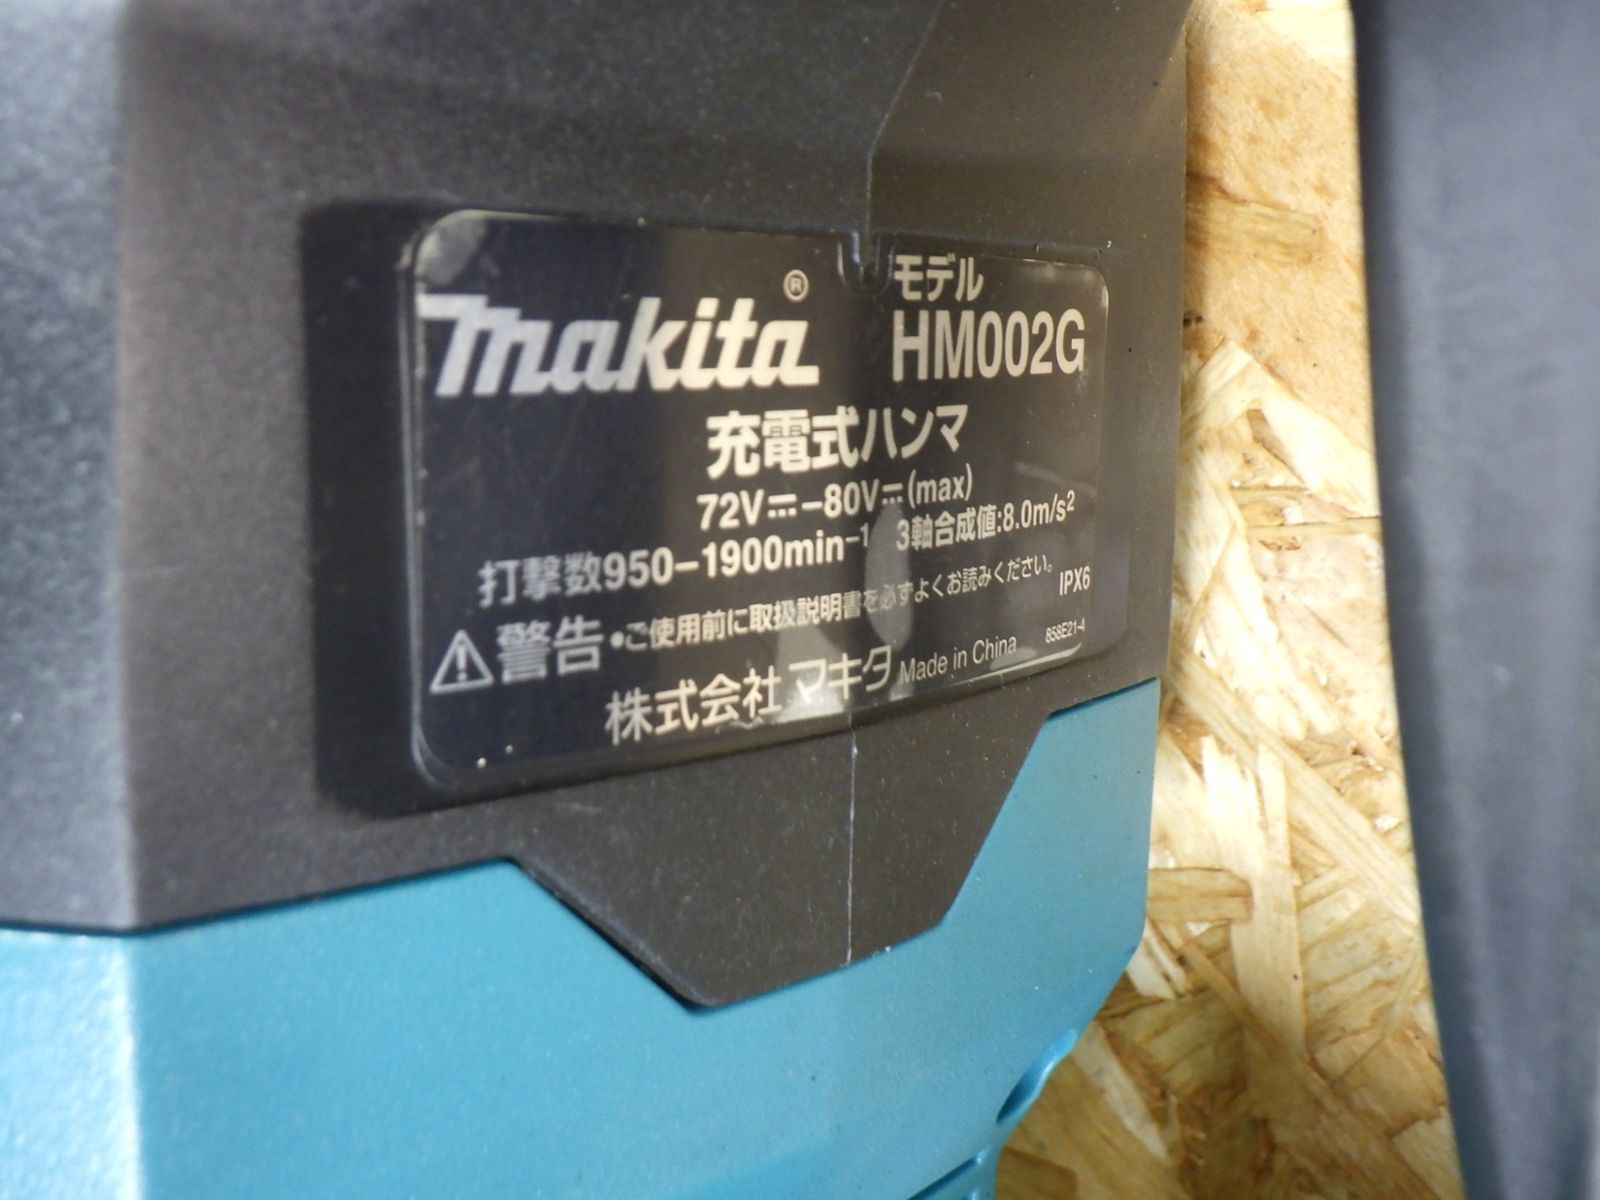 makita®
モデル
HM002G
充電式ハンマ
72V⎓–80V⎓(max)
打撃数950–1900min⁻¹ 3軸合成値:8.0m/s²
⚠警告・ご使用前に取扱説明書を必ずよくお読みください。 IPX6
株式会社 マキタ Made in China 858E21-4